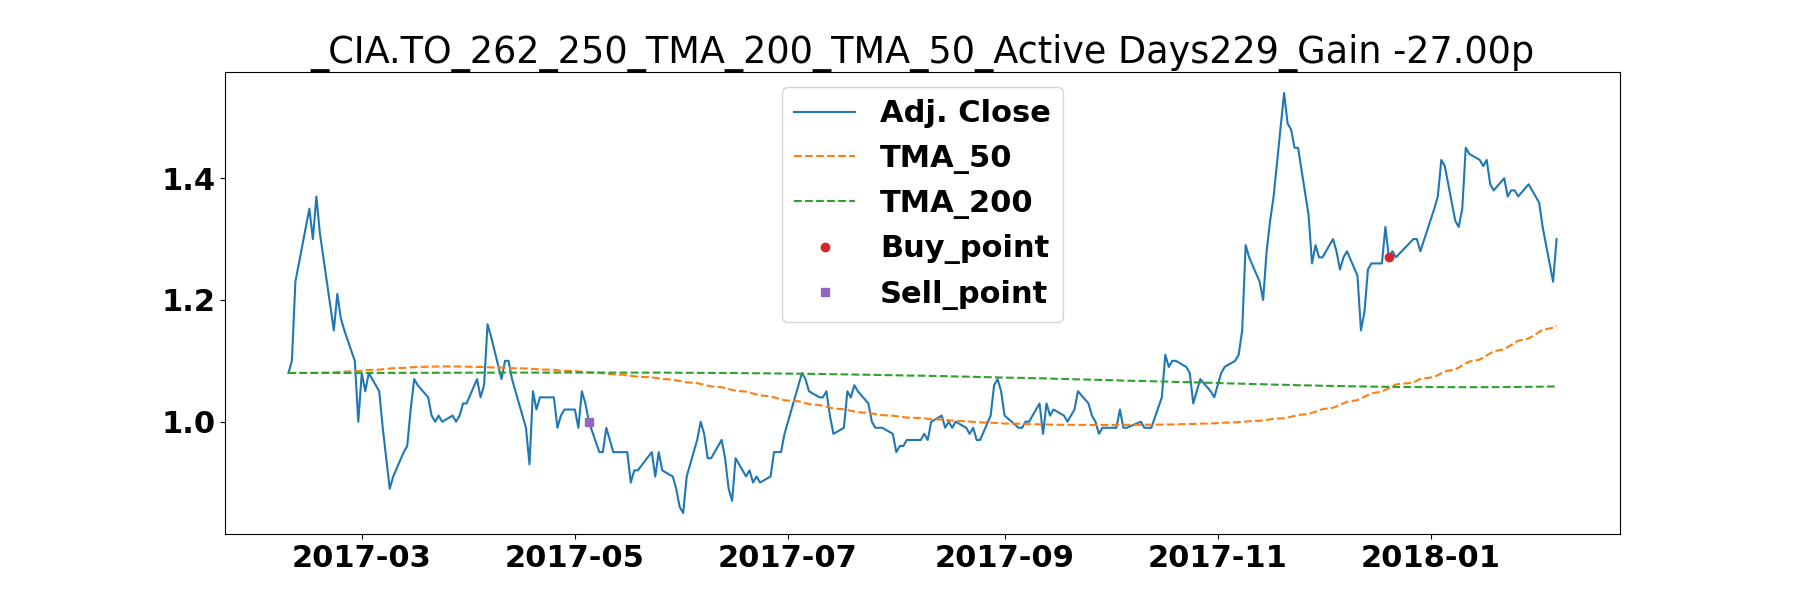 _CIA.TO_262_250_TMA_200_TMA_50_Active Days229_Gain -27.00p
Adj. Close
TMA_50
TMA_200
Buy_point
Sell_point
1.4
1.2
1.0
2017-03 2017-05 2017-07 2017-09 2017-11 2018-01